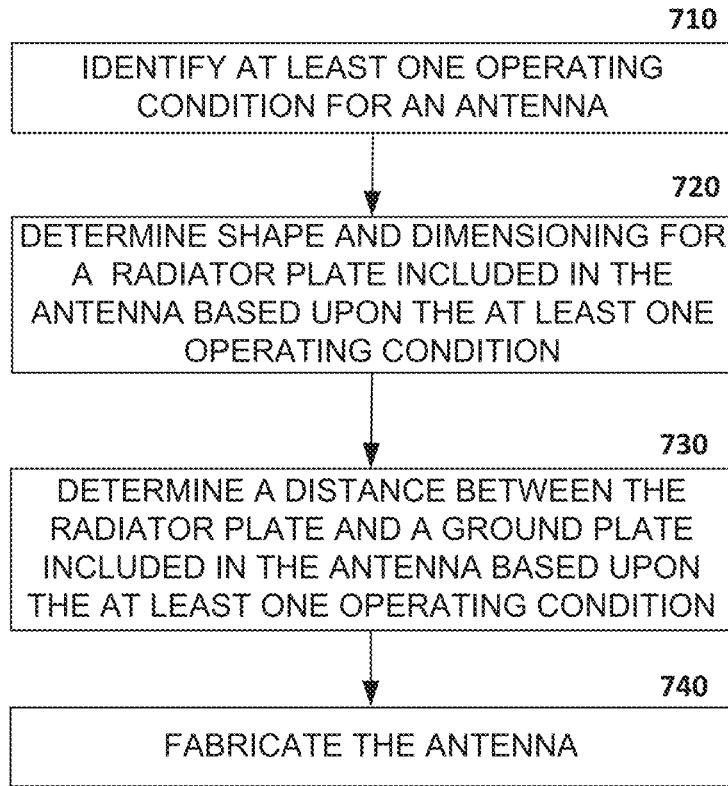 710
IDENTIFY AT LEAST ONE OPERATING
CONDITION FOR AN ANTENNA
720
DETERMINE SHAPE AND DIMENSIONING FOR
A RADIATOR PLATE INCLUDED IN THE
ANTENNA BASED UPON THE AT LEAST ONE
OPERATING CONDITION
730
DETERMINE A DISTANCE BETWEEN THE
RADIATOR PLATE AND A GROUND PLATE
INCLUDED IN THE ANTENNA BASED UPON
THE AT LEAST ONE OPERATING CONDITION
740
FABRICATE THE ANTENNA